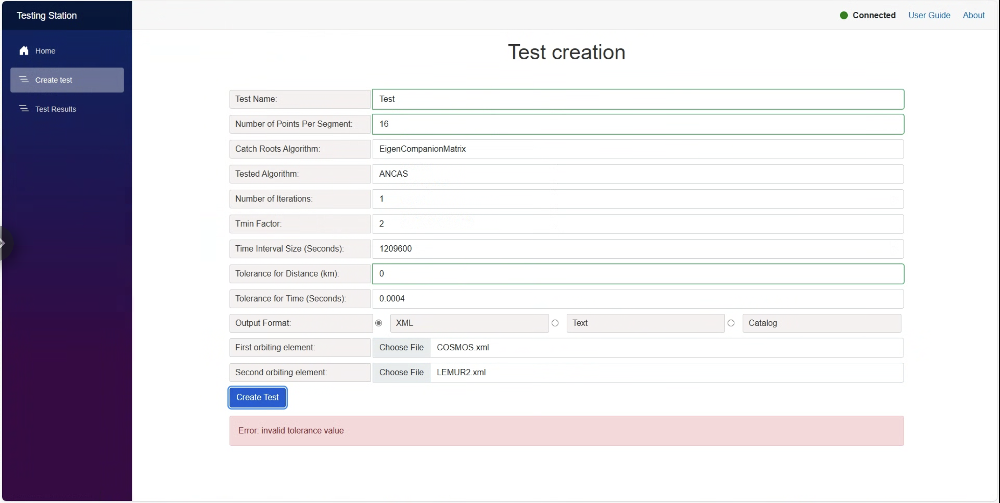 Testing Station
Connected User Guide About
Home
Create test
Test Results
Test creation
Test Name: Test
Number of Points Per Segment: 16
Catch Roots Algorithm: EigenCompanionMatrix
Tested Algorithm: ANCAS
Number of Iterations: 1
Tmin Factor: 2
Time Interval Size (Seconds): 1209600
Tolerance for Distance (km): 0
Tolerance for Time (Seconds): 0.0004
Output Format: XML Text Catalog
First orbiting element: Choose File COSMOS.xml
Second orbiting element: Choose File LEMUR2.xml
Create Test
Error: invalid tolerance value